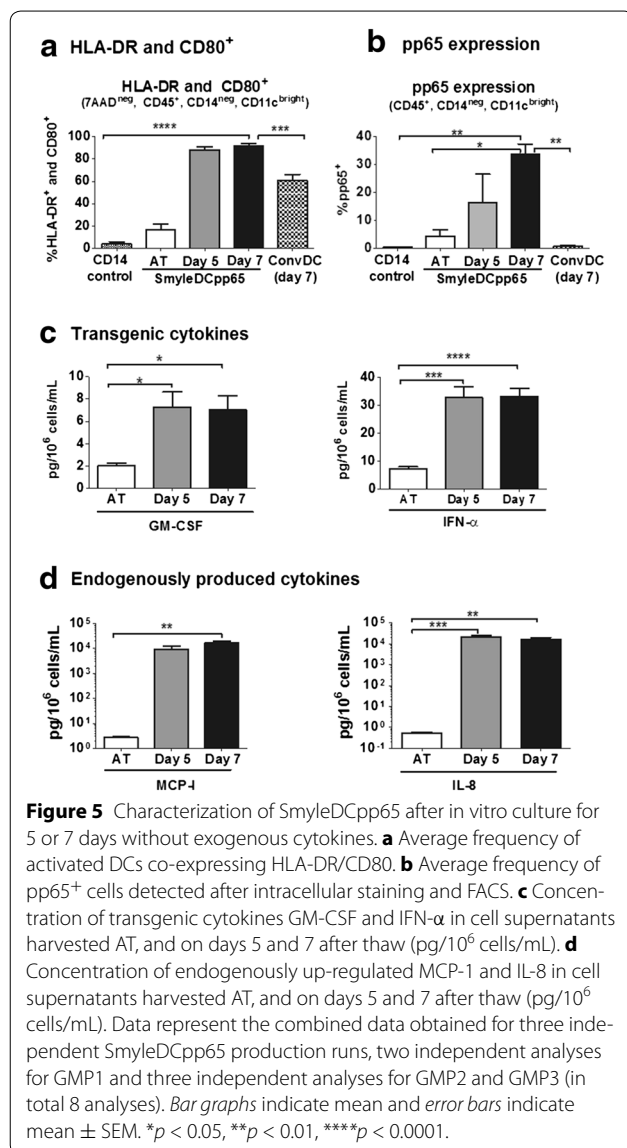 a HLA-DR and CD80+
HLA-DR and CD80+
(7AADneg, CD45+, CD14neg, CD11cbright)
****
***
%HLA-DR+ and CD80+
100
80
60
40
20
0
CD14 control
AT
Day 5
Day 7
ConvDC (day 7)
SmyleDCpp65
b pp65 expression
pp65 expression
(CD45+, CD14neg, CD11cbright)
**
*
**
%pp65+
40
30
20
10
0
CD14 control
AT
Day 5
Day 7
ConvDC (day 7)
SmyleDCpp65
c Transgenic cytokines
*
*
pg/10⁶ cells/mL
10
8
6
4
2
0
AT
Day 5
Day 7
GM-CSF
****
***
pg/10⁶ cells/mL
40
30
20
10
0
AT
Day 5
Day 7
IFN-α
d Endogenously produced cytokines
**
pg/10⁶ cells/mL
10⁵
10⁴
10³
10²
10¹
10⁰
AT
Day 5
Day 7
MCP-I
**
***
pg/10⁶ cells/mL
10⁵
10⁴
10³
10²
10¹
10⁰
10⁻¹
AT
Day 5
Day 7
IL-8
Figure 5 Characterization of SmyleDCpp65 after in vitro culture for
5 or 7 days without exogenous cytokines. a Average frequency of
activated DCs co-expressing HLA-DR/CD80. b Average frequency of
pp65+ cells detected after intracellular staining and FACS. c Concen-
tration of transgenic cytokines GM-CSF and IFN-α in cell supernatants
harvested AT, and on days 5 and 7 after thaw (pg/10⁶ cells/mL). d
Concentration of endogenously up-regulated MCP-1 and IL-8 in cell
supernatants harvested AT, and on days 5 and 7 after thaw (pg/10⁶
cells/mL). Data represent the combined data obtained for three inde-
pendent SmyleDCpp65 production runs, two independent analyses
for GMP1 and three independent analyses for GMP2 and GMP3 (in
total 8 analyses). Bar graphs indicate mean and error bars indicate
mean ± SEM. *p < 0.05, **p < 0.01, ****p < 0.0001.